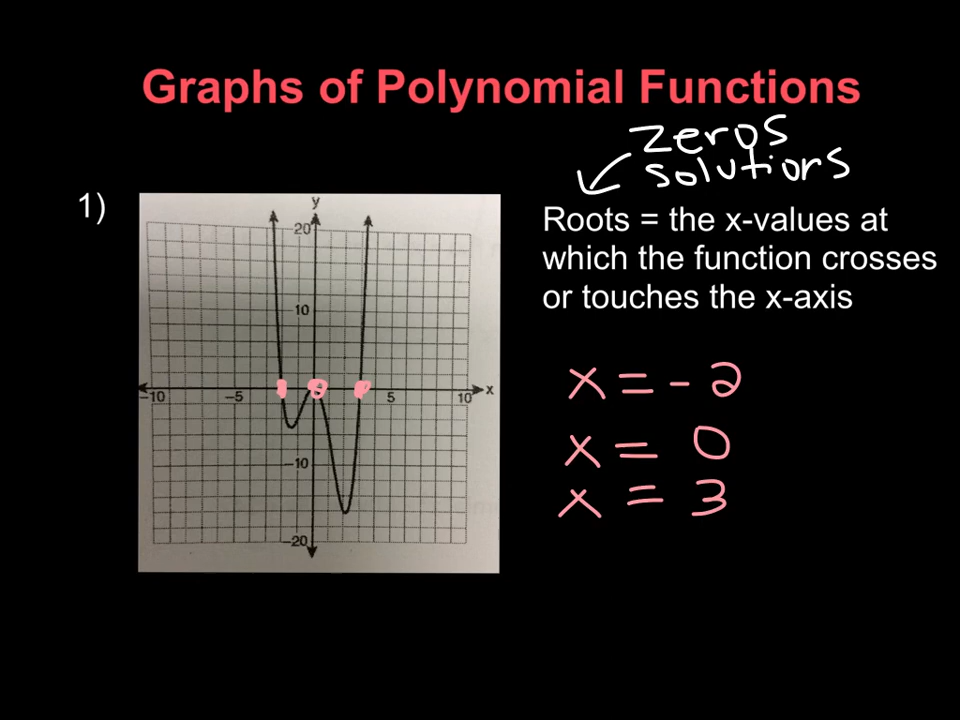 Graphs of Polynomial Functions
zeros
solutions
1)
Roots = the x-values at
which the function crosses
or touches the x-axis
y
20
10
-10
-5
5
10
x
-10
-20
x = -2
x = 0
x = 3